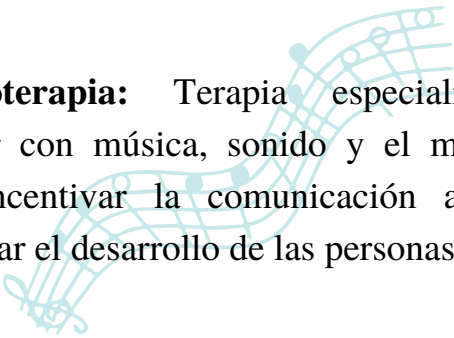 oterapia: Terapia especiali
con música, sonido y el m
ncentivar la comunicación a
ar el desarrollo de las personas